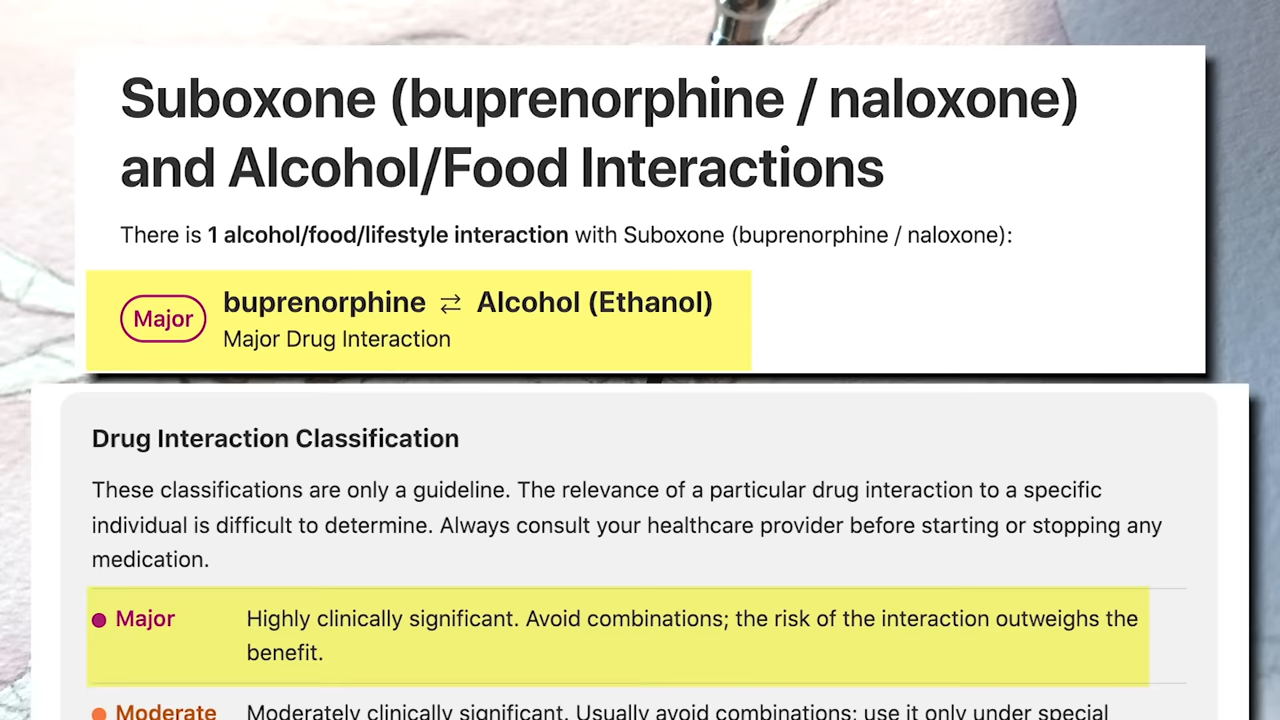 Suboxone (buprenorphine / naloxone)
and Alcohol/Food Interactions
There is 1 alcohol/food/lifestyle interaction with Suboxone (buprenorphine / naloxone):
Major
buprenorphine ⇄ Alcohol (Ethanol)
Major Drug Interaction
Drug Interaction Classification
These classifications are only a guideline. The relevance of a particular drug interaction to a specific
individual is difficult to determine. Always consult your healthcare provider before starting or stopping any
medication.
Major Highly clinically significant. Avoid combinations; the risk of the interaction outweighs the
benefit.
Moderate Moderately clinically significant. Usually avoid combinations; use it only under special